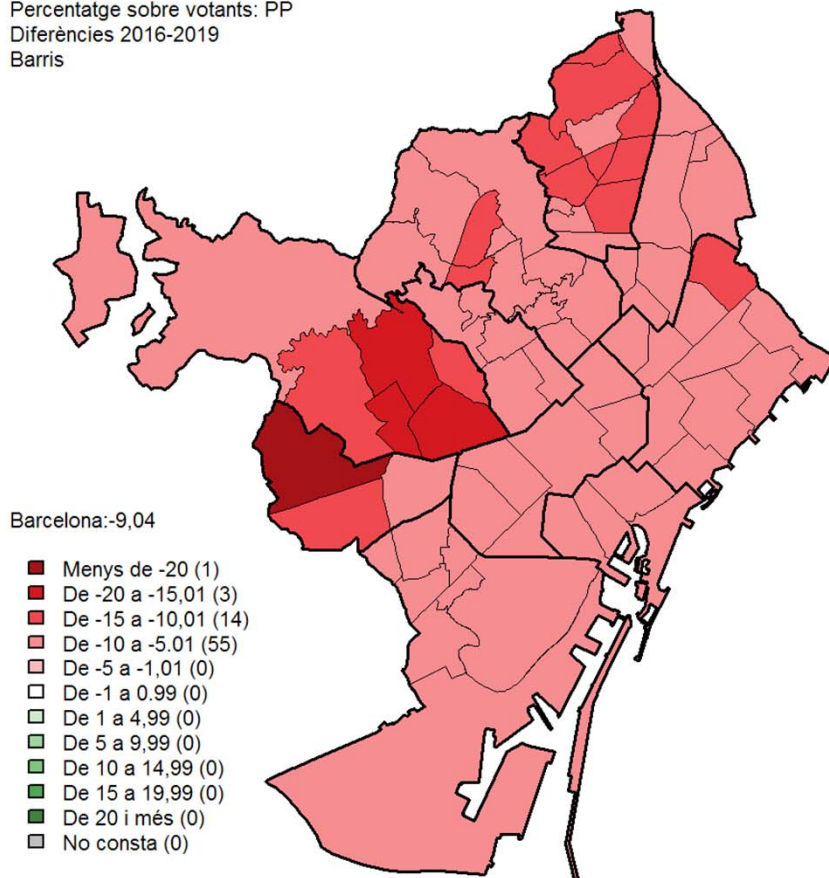 Percentatge sobre votants: PP
Diferències 2016-2019
Barris
Barcelona:-9,04
Menys de -20 (1)
De -20 a -15,01 (3)
De -15 a -10,01 (14)
De -10 a -5.01 (55)
De -5 a -1,01 (0)
De -1 a 0.99 (0)
De 1 a 4,99 (0)
De 5 a 9,99 (0)
De 10 a 14,99 (0)
De 15 a 19,99 (0)
De 20 i més (0)
No consta (0)